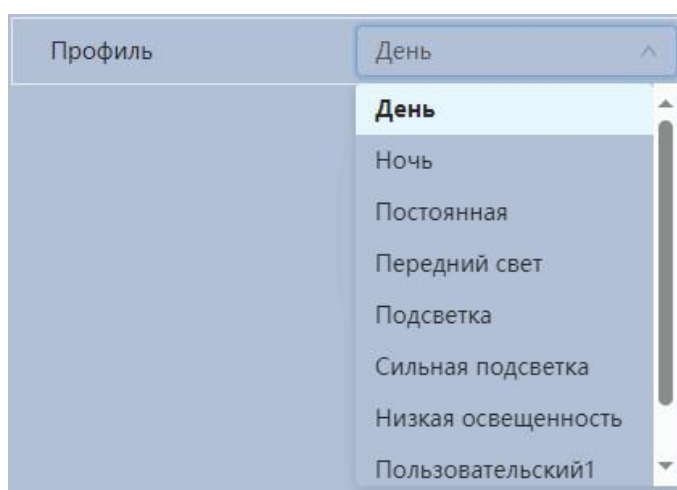 Профиль День
День
Ночь
Постоянная
Передний свет
Подсветка
Сильная подсветка
Низкая освещенность
Пользовательский1